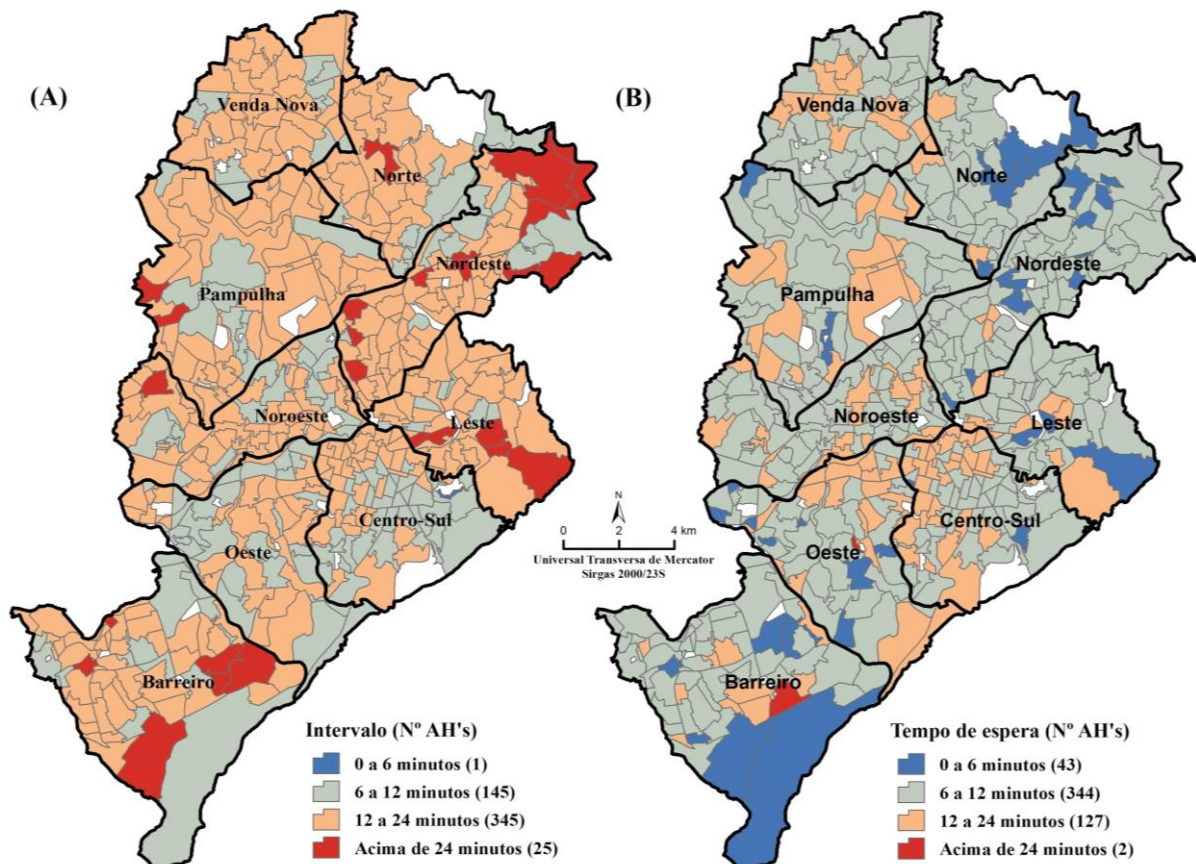 (A)
Venda Nova
Norte
Nordeste
Pampulha
Noroeste
Leste
Centro-Sul
Oeste
Barreiro
Intervalo (Nº AH's)
0 a 6 minutos (1)
6 a 12 minutos (145)
12 a 24 minutos (345)
Acima de 24 minutos (25)
N
0 2 4 km
Universal Transversa de Mercator
Sirgas 2000/23S
(B)
Venda Nova
Norte
Nordeste
Pampulha
Noroeste
Leste
Centro-Sul
Oeste
Barreiro
Tempo de espera (Nº AH's)
0 a 6 minutos (43)
6 a 12 minutos (344)
12 a 24 minutos (127)
Acima de 24 minutos (2)